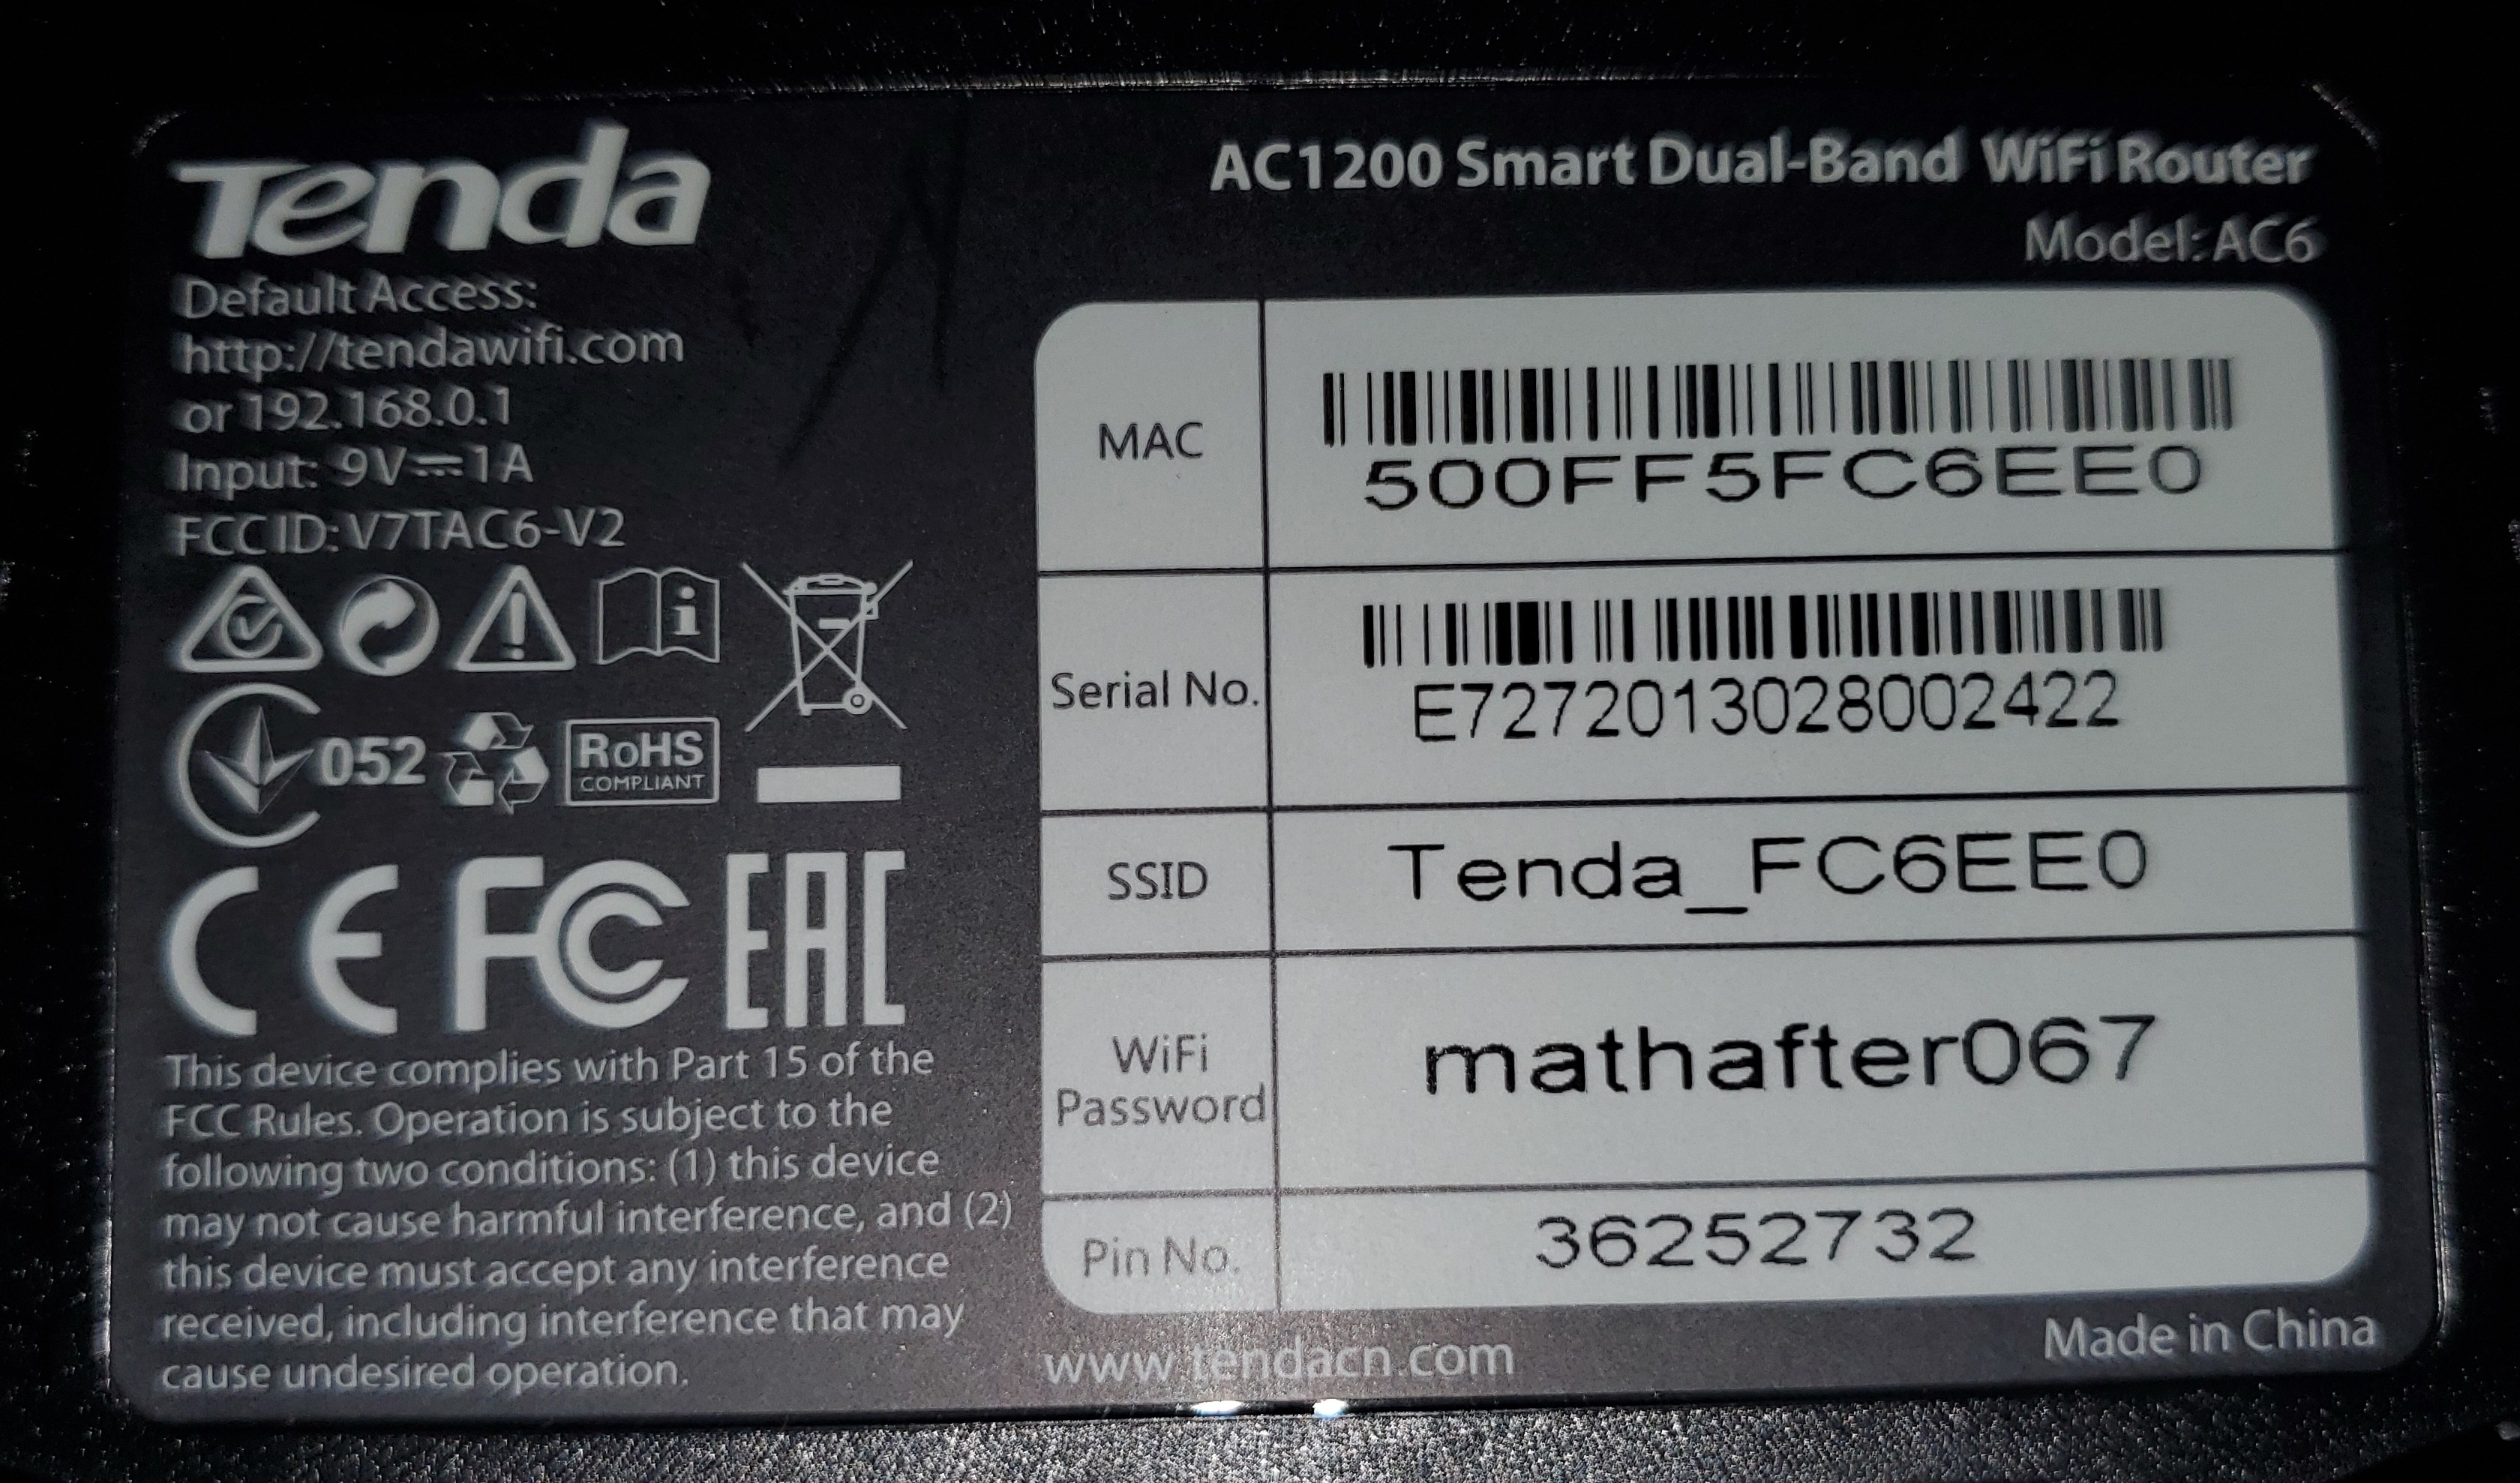 Tenda
Default Access:
http://tendawifi.com
or 192.168.0.1
Input: 9V⎓1A
FCC ID: V7TAC6-V2
i
052
RoHS
COMPLIANT
CE FC EAC
This device complies with Part 15 of the
FCC Rules. Operation is subject to the
following two conditions: (1) this device
may not cause harmful interference, and (2)
this device must accept any interference
received, including interference that may
cause undesired operation.
AC1200 Smart Dual-Band WiFi Router
Model: AC6
MAC
500FF5FC6EE0
Serial No.
E7272013028002422
SSID
Tenda_FC6EE0
WiFi
Password
mathafter067
Pin No.
36252732
www.tendacn.com
Made in China